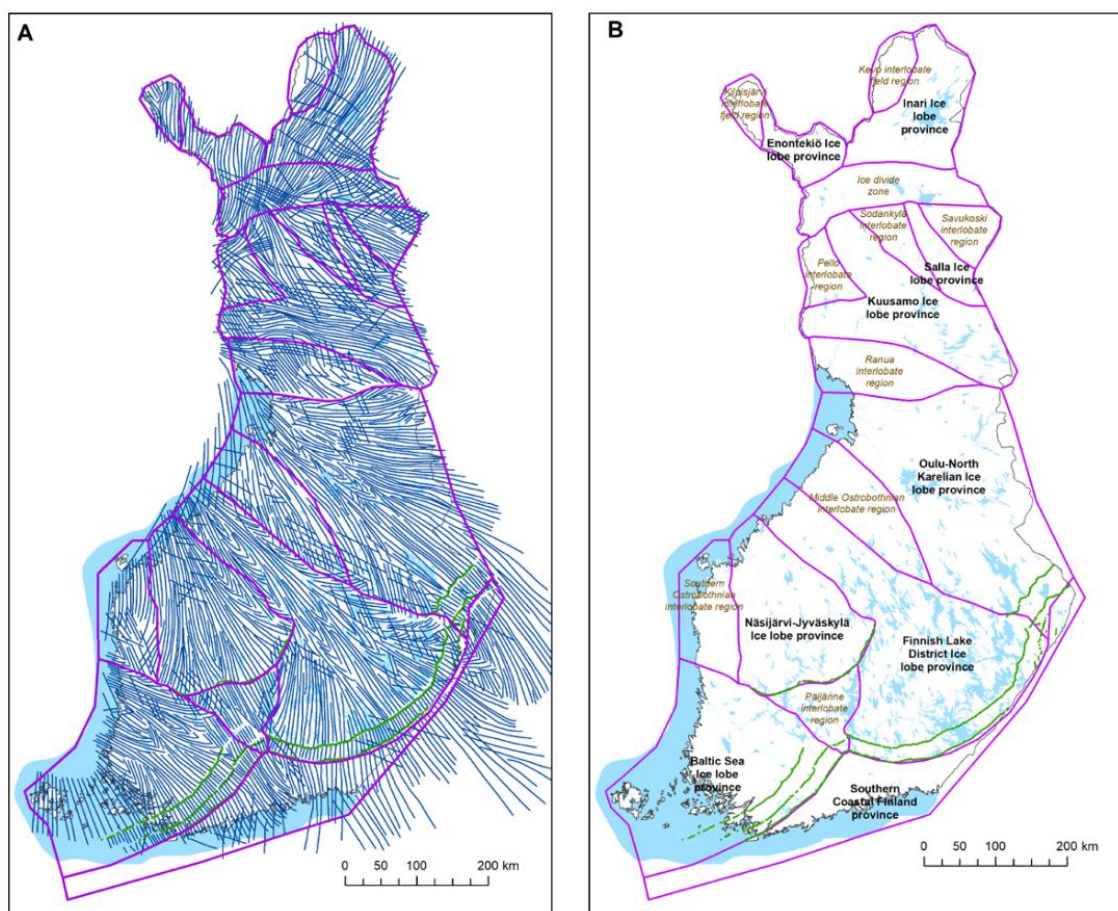 A
0 50 100 200 km
B
Kevo interlobate
fjeld region
Kilpisjärvi
interlobate
fjeld region
Inari Ice
lobe
province
Enontekiö Ice
lobe province
Ice divide
zone
Sodankylä
interlobate
region
Savukoski
interlobate
region
Pello
interlobate
region
Salla Ice
lobe province
Kuusamo Ice
lobe province
Ranua
interlobate
region
Oulu-North
Karelian Ice
lobe province
Middle Ostrobothnian
interlobate region
Southern
Ostrobothnian
interlobate region
Näsijärvi-Jyväskylä
Ice lobe province
Finnish Lake
District Ice
lobe province
Päijänne
interlobate
region
Baltic Sea
Ice lobe
province
Southern
Coastal Finland
province
0 50 100 200 km